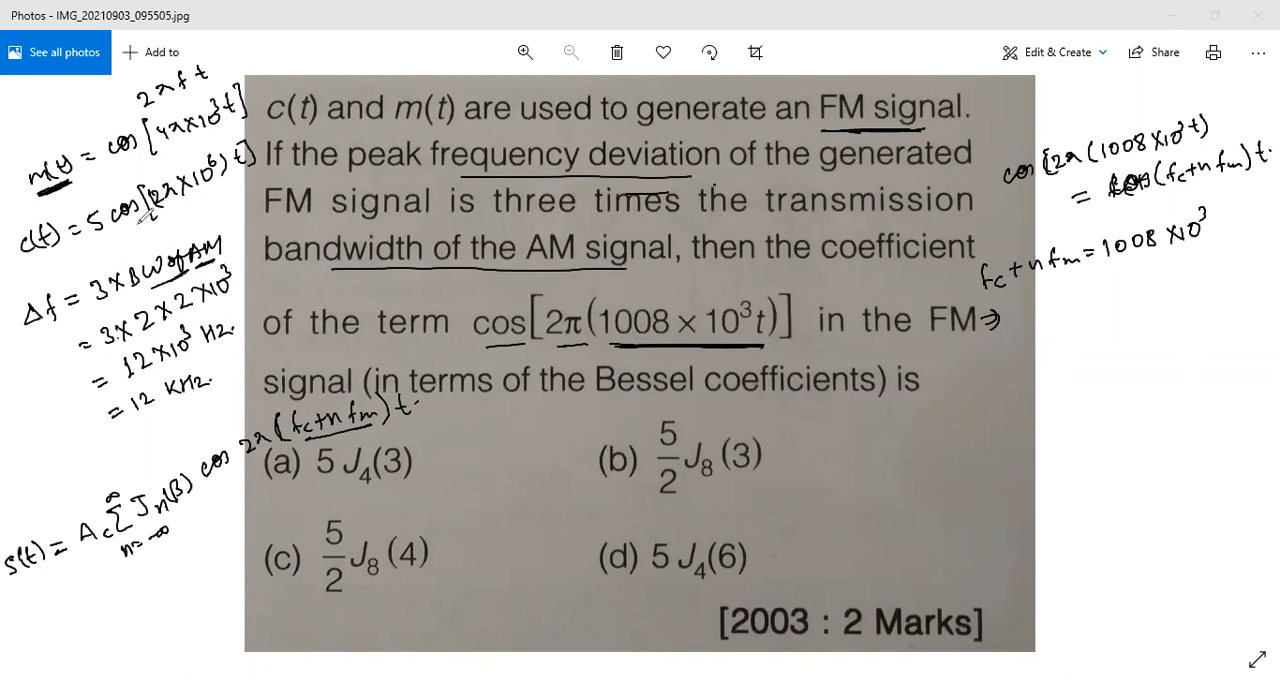 Photos - IMG_20210903_095505.jpg
See all photos
Add to
Edit & Create
Share
c(t) and m(t) are used to generate an FM signal.
If the peak frequency deviation of the generated
FM signal is three times the transmission
bandwidth of the AM signal, then the coefficient
of the term cos[2π(1008 × 10³t)] in the FM
signal (in terms of the Bessel coefficients) is
(a) 5 J₄(3)
(b) 5/2 J₈ (3)
(c) 5/2 J₈ (4)
(d) 5 J₄(6)
[2003 : 2 Marks]
2πft
m(t) = cos [4π×10³t]
c(t) = 5 cos[(2π×10⁶)t]
Δf = 3×BW of AM
= 3×2×2×10³
= 12×10³ Hz.
= 12 KHz.
s(t) = Ac ∑ n=-∞ ∞ Jn(β) cos 2π(fc+nfm)t.
cos [2π(1008×10³t)
= (fc+nfm)t.
fc+nfm = 1008×10³